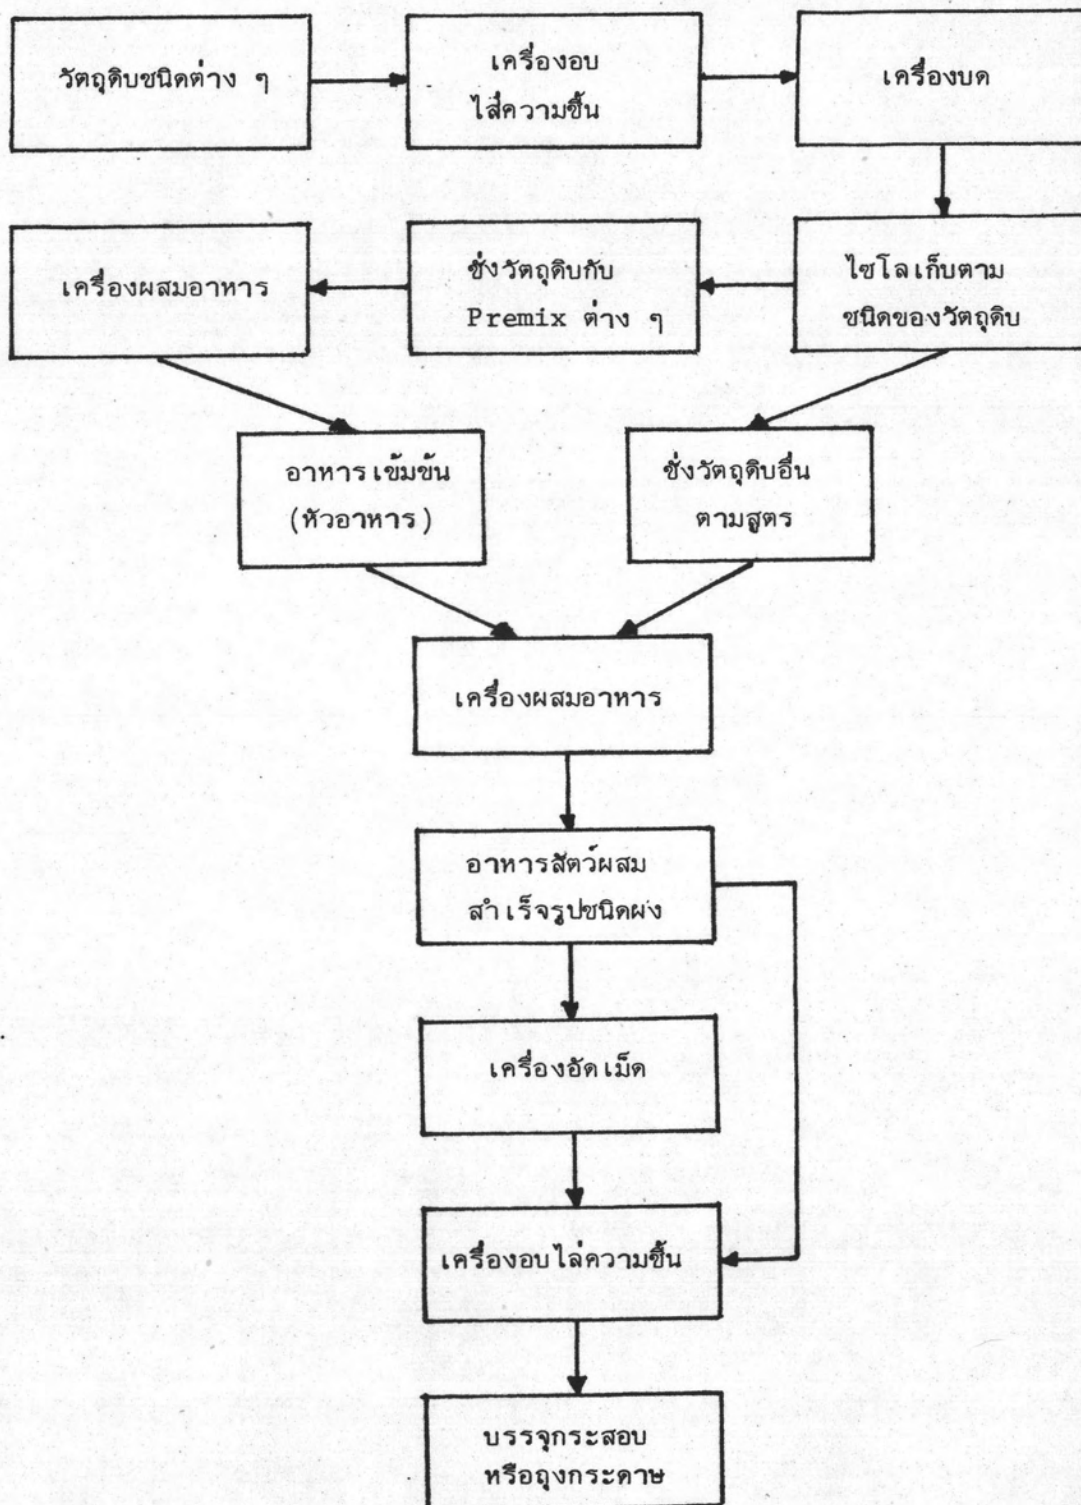 วัตถุดิบชนิดต่าง ๆ
เครื่องอบ
ไล่ความชื้น
เครื่องบด
ไซโลเก็บตาม
ชนิดของวัตถุดิบ
ชั่งวัตถุดิบกับ
Premix ต่าง ๆ
เครื่องผสมอาหาร
อาหารเข้มข้น
(หัวอาหาร)
ชั่งวัตถุดิบอื่น
ตามสูตร
เครื่องผสมอาหาร
อาหารสัตว์ผสม
สำเร็จรูปชนิดผง
เครื่องอัดเม็ด
เครื่องอบไล่ความชื้น
บรรจุกระสอบ
หรือถุงกระดาษ